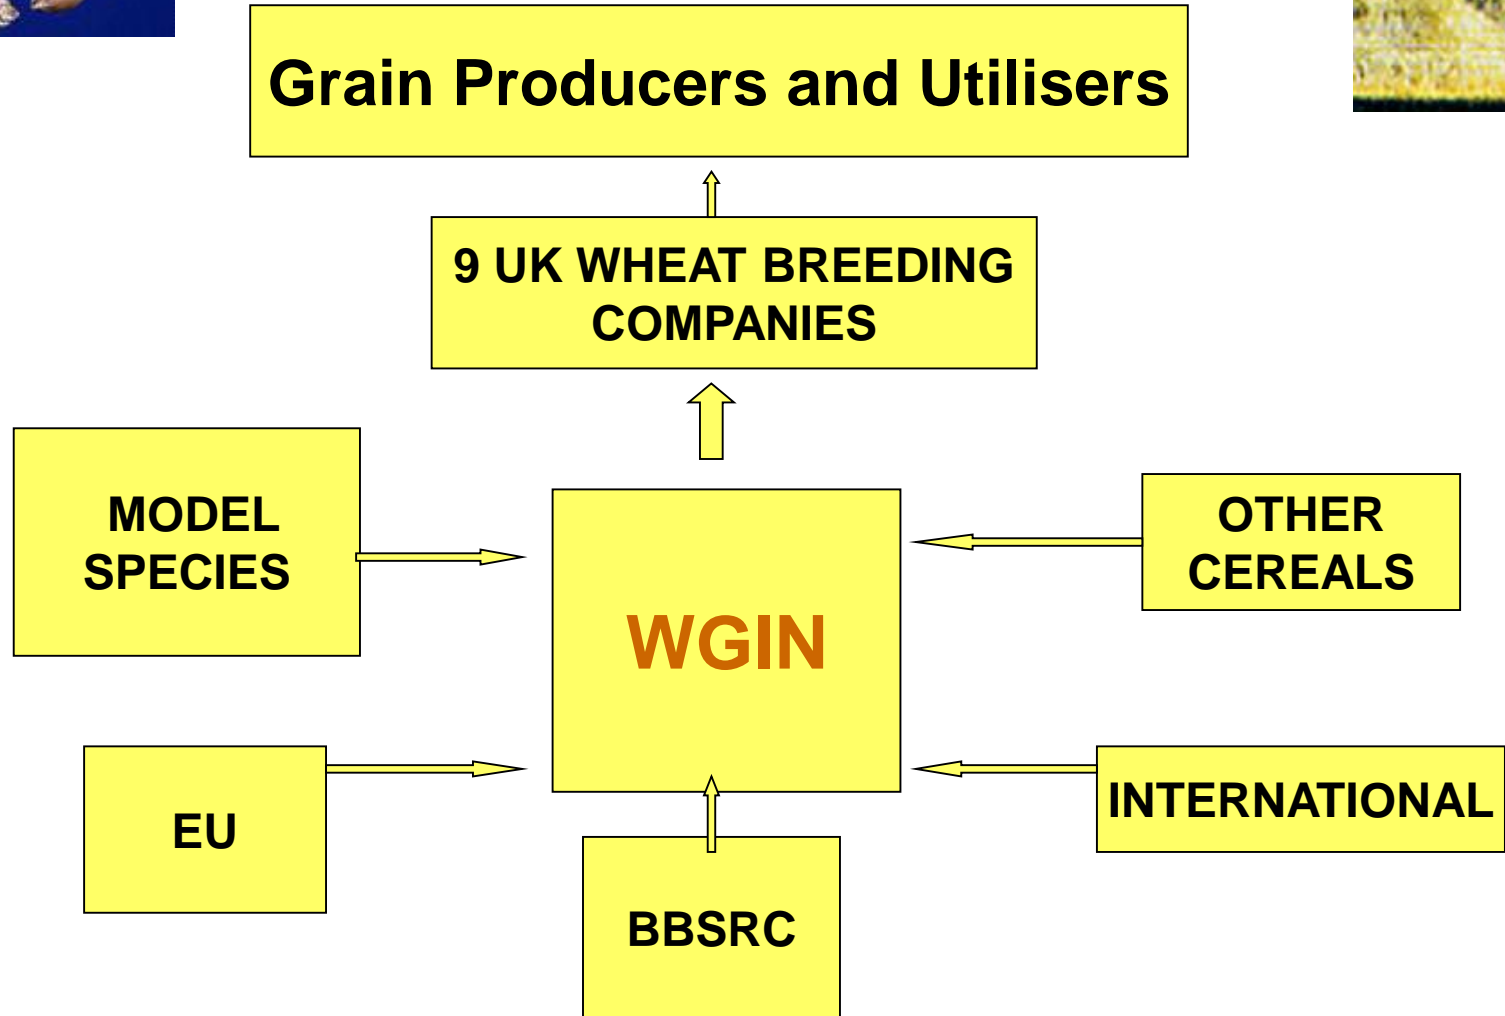 Grain Producers and Utilisers
9 UK WHEAT BREEDING
COMPANIES
MODEL
SPECIES
OTHER
CEREALS
WGIN
EU
INTERNATIONAL
BBSRC